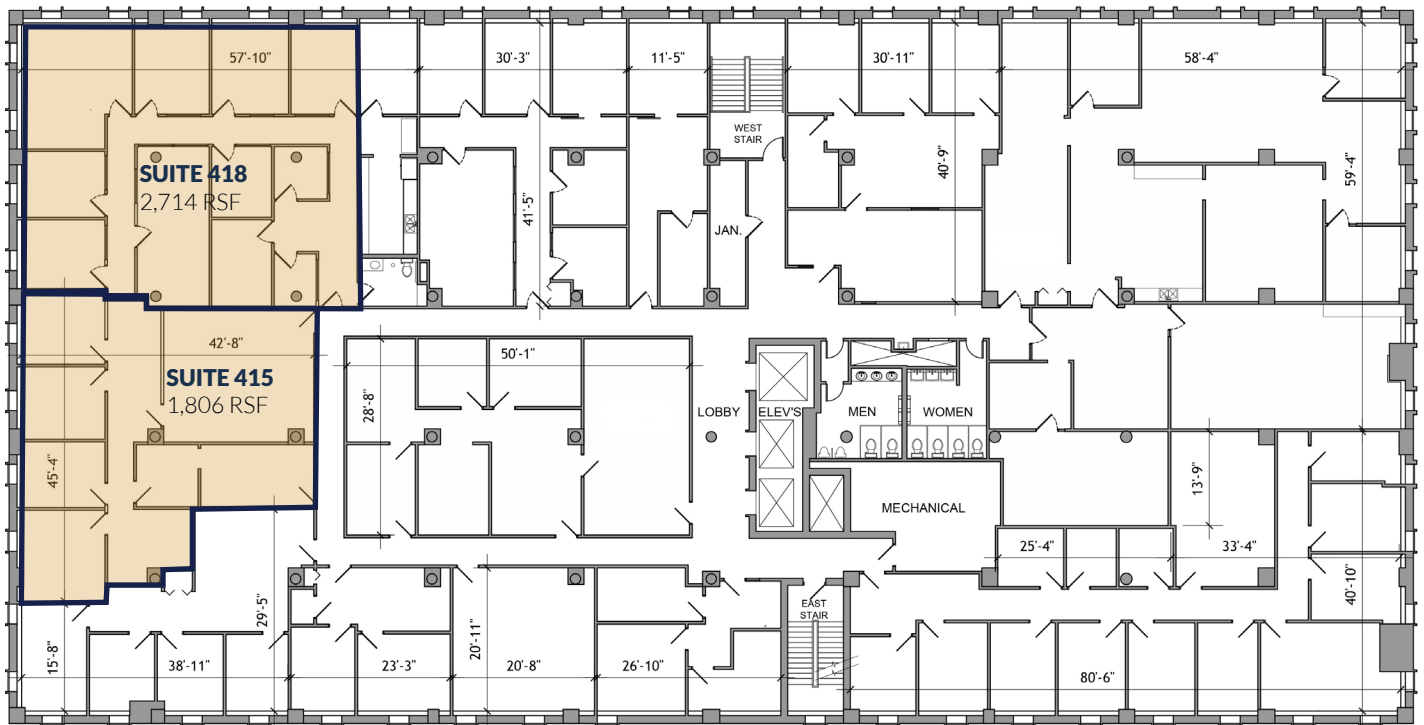 57'-10"
30'-3"
11'-5"
30'-11"
58'-4"
WEST
STAIR
SUITE 418
2,714 RSF
40'-9"
59'-4"
41'-5"
JAN.
42'-8"
50'-1"
SUITE 415
1,806 RSF
28'-8"
LOBBY
ELEV'S
MEN
WOMEN
45'-4"
13'-9"
MECHANICAL
25'-4"
33'-4"
40'-10"
29'-5"
EAST
STAIR
20'-11"
15'-8"
38'-11"
23'-3"
20'-8"
26'-10"
80'-6"